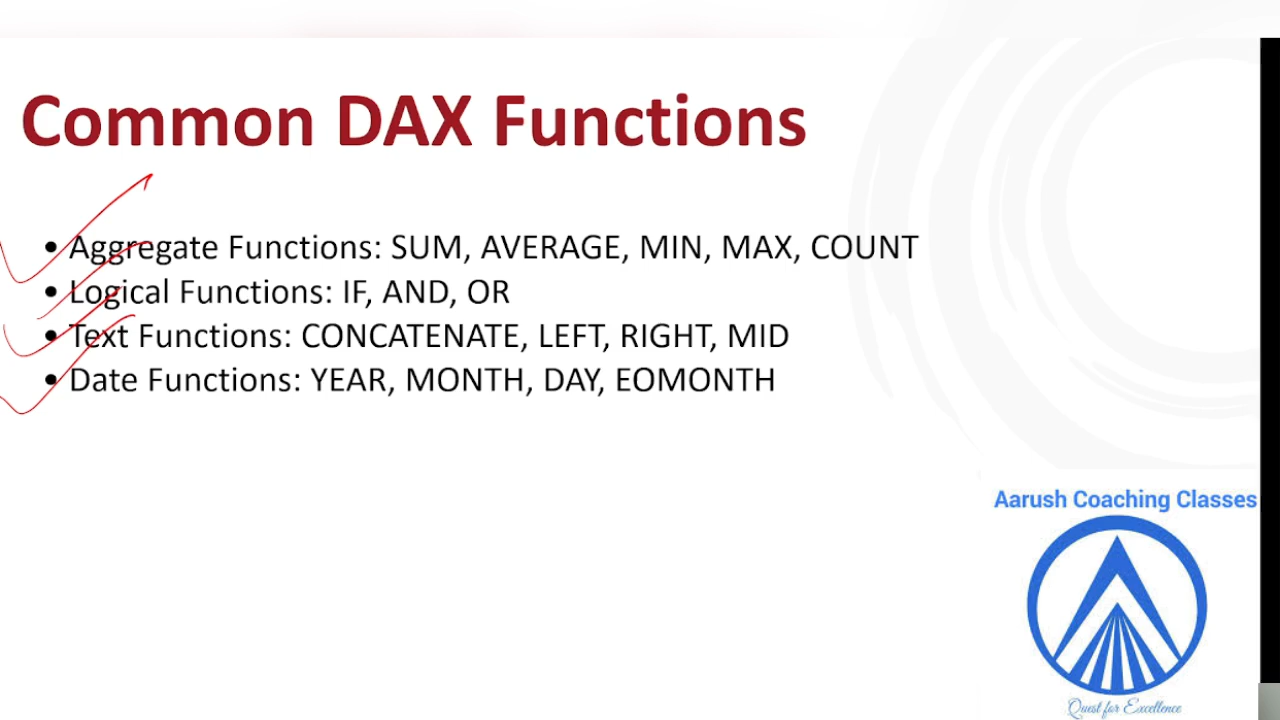 Common DAX Functions
• Aggregate Functions: SUM, AVERAGE, MIN, MAX, COUNT
• Logical Functions: IF, AND, OR
• Text Functions: CONCATENATE, LEFT, RIGHT, MID
• Date Functions: YEAR, MONTH, DAY, EOMONTH
Aarush Coaching Classes
Quest for Excellence